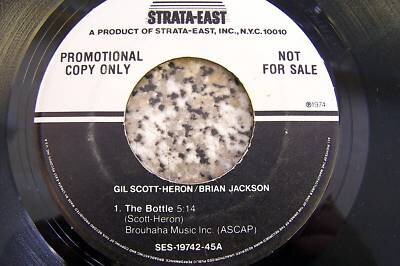 STRATA-EAST
A PRODUCT OF STRATA-EAST, INC., N.Y.C. 10010
PROMOTIONAL
COPY ONLY
NOT
FOR SALE
℗1974
GIL SCOTT-HERON/BRIAN JACKSON
1. The Bottle 5:14
(Scott-Heron)
Brouhaha Music Inc. (ASCAP)
SES-19742-45A